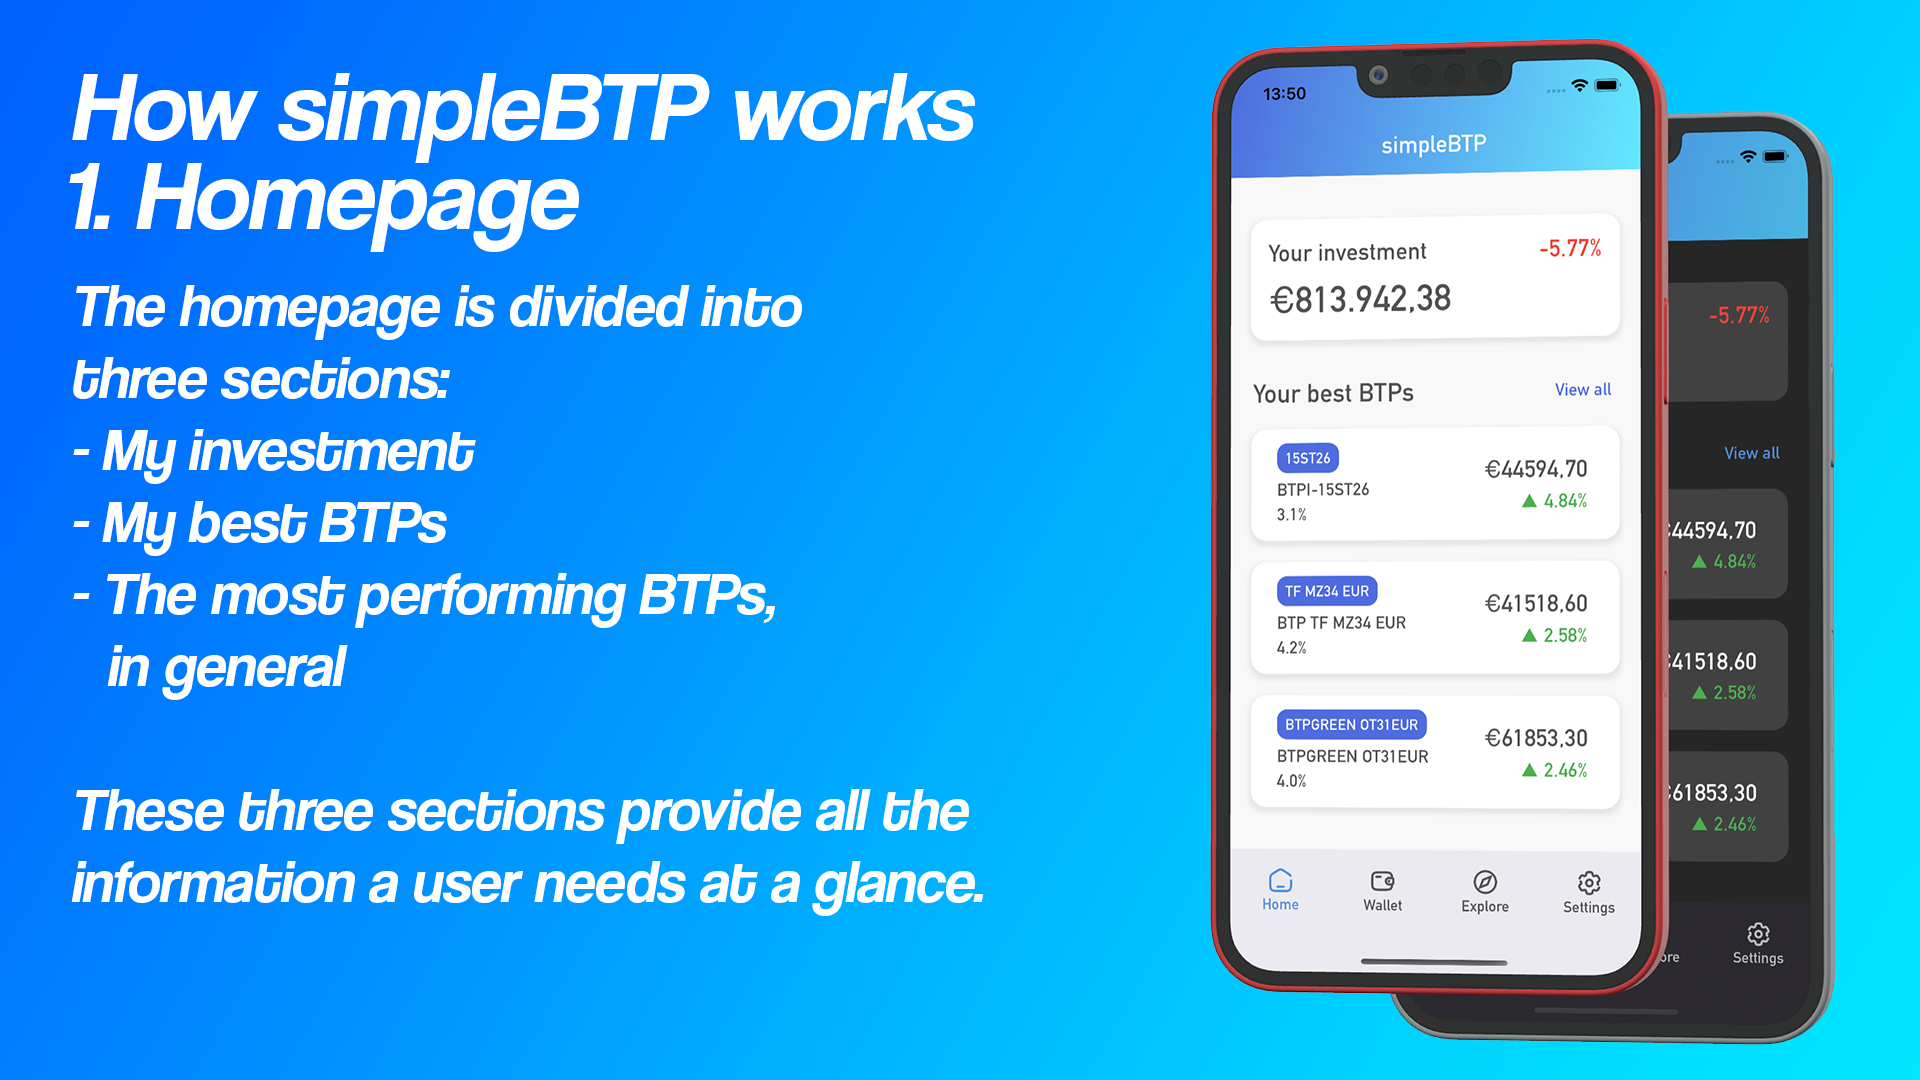 How simpleBTP works
1. Homepage
The homepage is divided into
three sections:
- My investment
- My best BTPs
- The most performing BTPs,
in general
These three sections provide all the
information a user needs at a glance.
13:50
simpleBTP
Your investment
-5.77%
€813.942,38
Your best BTPs
View all
15ST26
BTPI-15ST26
3.1%
€44594,70
▲ 4.84%
TF MZ34 EUR
BTP TF MZ34 EUR
4.2%
€41518,60
▲ 2.58%
BTPGREEN OT31EUR
BTPGREEN OT31EUR
4.0%
€61853,30
▲ 2.46%
Home
Wallet
Explore
Settings
-5.77%
View all
44594,70
▲ 4.84%
41518,60
▲ 2.58%
61853,30
▲ 2.46%
ore
Settings